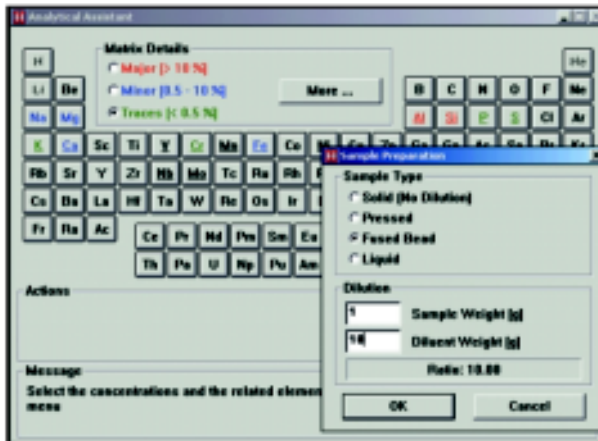 Analytical Assistant
Matrix Details
Major [> 10 %]
Minor [0.5 - 10 %]
Traces [< 0.5 %]
More ...
H He
Li Be B C N O F Ne
Na Mg Al Si P S Cl Ar
K Ca Sc Ti V Cr Mn Fe Co
Rb Sr Y Zr Nb Mo Tc Ru Rh
Cs Ba La Hf Ta W Re Os Ir
Fr Ra Ac
Ce Pr Nd Pm Sm Eu
Th Pa U Np Pu Am
Sample Preparation
Sample Type
Solid (No Dilution)
Pressed
Fused Bead
Liquid
Dilution
1 Sample Weight [g]
10 Diluent Weight [g]
Ratio: 10.00
OK Cancel
Actions
Message
Select the concentrations and the related
menu